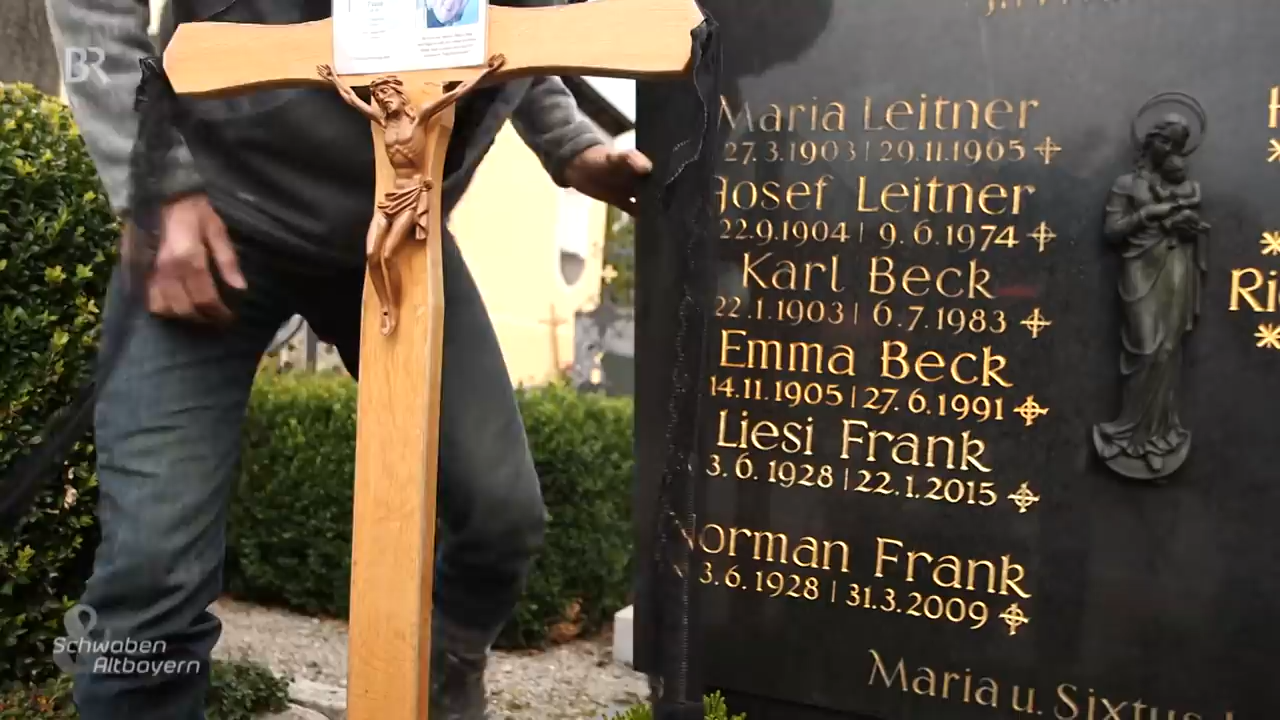 BR
Maria Leitner
27.3.1903 | 29.11.1965
Josef Leitner
22.9.1904 | 9.6.1974
Karl Beck
22.1.1903 | 6.7.1983
Emma Beck
14.11.1905 | 27.6.1991
Liesi Frank
3.6.1928 | 22.1.2015
Norman Frank
3.6.1928 | 31.3.2009
Maria u. Sixtus
Ri
Schwaben
Altbayern